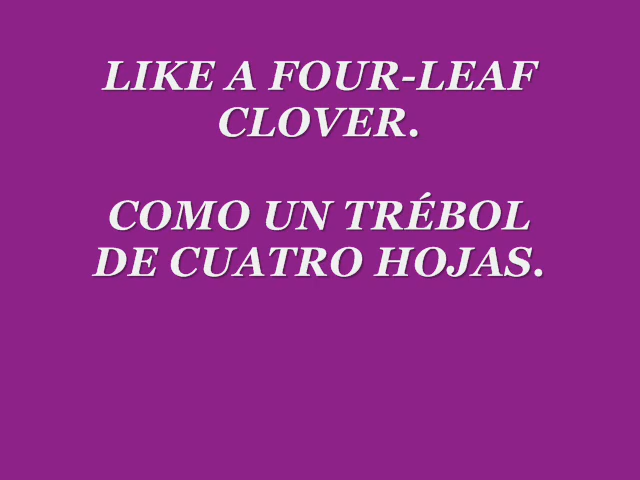 LIKE A FOUR-LEAF
CLOVER.
COMO UN TRÉBOL
DE CUATRO HOJAS.